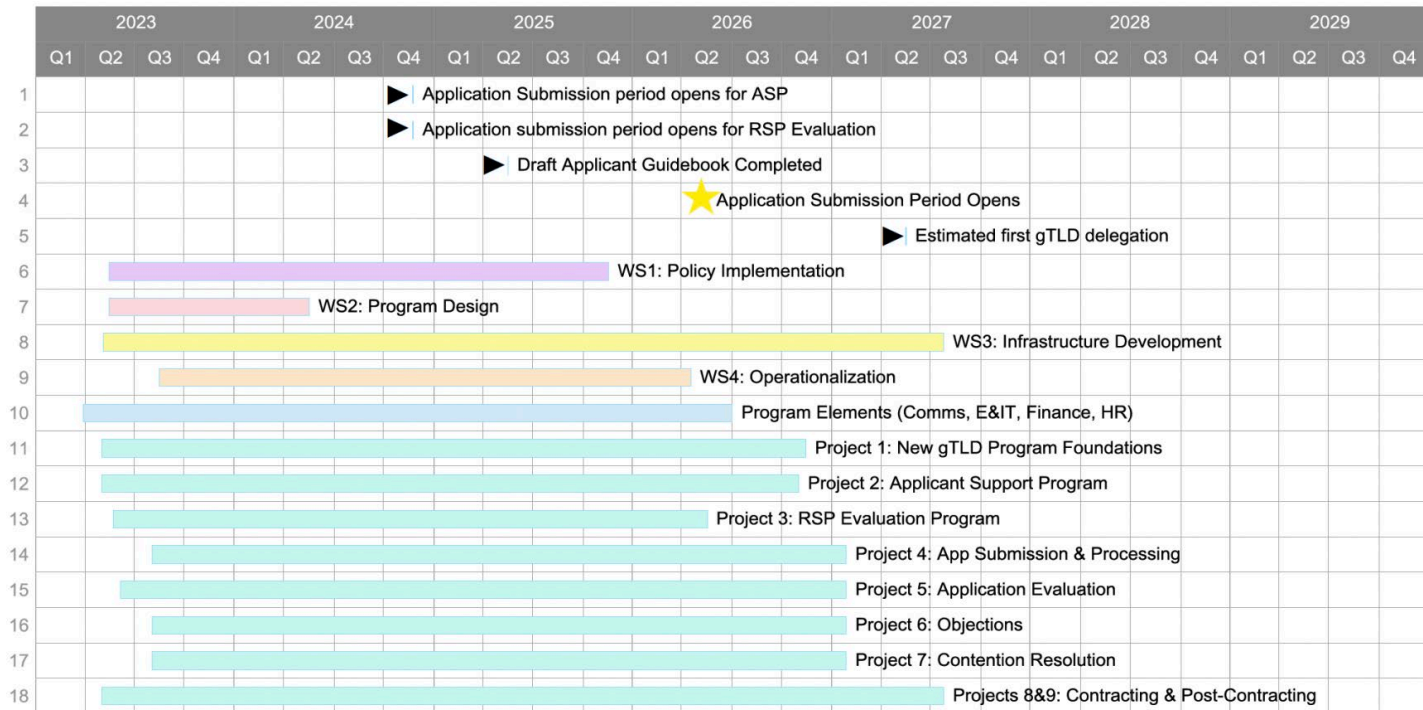 2023 2024 2025 2026 2027 2028 2029
Q1 Q2 Q3 Q4 Q1 Q2 Q3 Q4 Q1 Q2 Q3 Q4 Q1 Q2 Q3 Q4 Q1 Q2 Q3 Q4 Q1 Q2 Q3 Q4 Q1 Q2 Q3 Q4
1 Application Submission period opens for ASP
2 Application submission period opens for RSP Evaluation
3 Draft Applicant Guidebook Completed
4 Application Submission Period Opens
5 Estimated first gTLD delegation
6 WS1: Policy Implementation
7 WS2: Program Design
8 WS3: Infrastructure Development
9 WS4: Operationalization
10 Program Elements (Comms, E&IT, Finance, HR)
11 Project 1: New gTLD Program Foundations
12 Project 2: Applicant Support Program
13 Project 3: RSP Evaluation Program
14 Project 4: App Submission & Processing
15 Project 5: Application Evaluation
16 Project 6: Objections
17 Project 7: Contention Resolution
18 Projects 8&9: Contracting & Post-Contracting